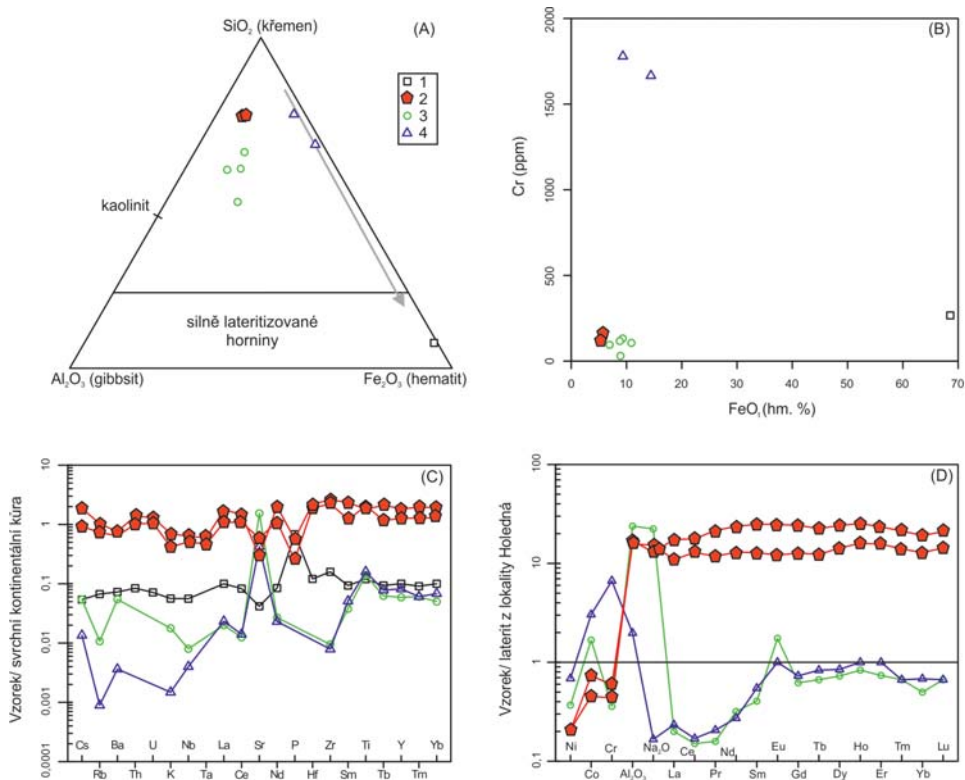 SiO₂ (křemen)
(A)
1
2
3
4
kaolinit
silně lateritizované
horniny
Al₂O₃ (gibbsit)
Fe₂O₃ (hematit)
(B)
Cr (ppm)
2000
1500
1000
500
0
0 10 20 30 40 50 60 70
FeOₜ (hm. %)
(C)
Vzorek/ svrchní kontinentální kůra
10
1
0,1
0,01
0,001
0,0001
Cs Ba U Nb La Sr P Zr Ti Y Yb
Rb Th K Ta Ce Nd Hf Sm Tb Tm
(D)
Vzorek/ laterit z lokality Holedná
100
10
1
0,1
Ni Cr Na₂O Ce Nd Eu Tb Ho Tm Lu
Co Al₂O₃ La Pr Sm Gd Dy Er Yb